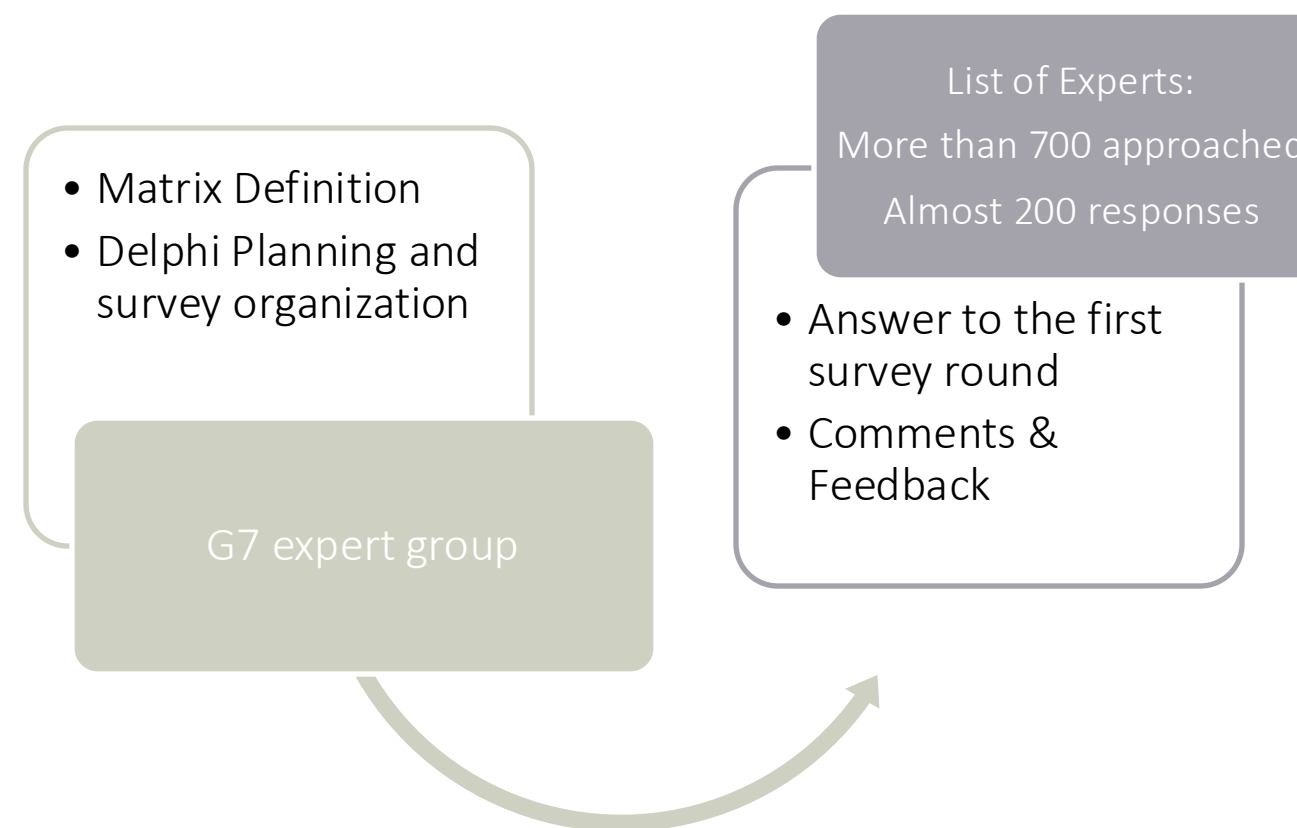 • Matrix Definition
• Delphi Planning and
survey organization
G7 expert group
List of Experts:
More than 700 approached
Almost 200 responses
• Answer to the first
survey round
• Comments &
Feedback